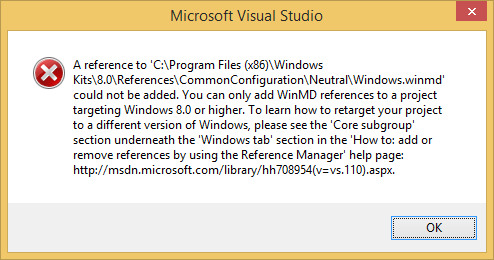 Microsoft Visual Studio
A reference to 'C:\Program Files (x86)\Windows
Kits\8.0\References\CommonConfiguration\Neutral\Windows.winmd'
could not be added. You can only add WinMD references to a project
targeting Windows 8.0 or higher. To learn how to retarget your project
to a different version of Windows, please see the 'Core subgroup'
section underneath the 'Windows tab' section in the 'How to: add or
remove references by using the Reference Manager' help page:
http://msdn.microsoft.com/library/hh708954(v=vs.110).aspx.
OK